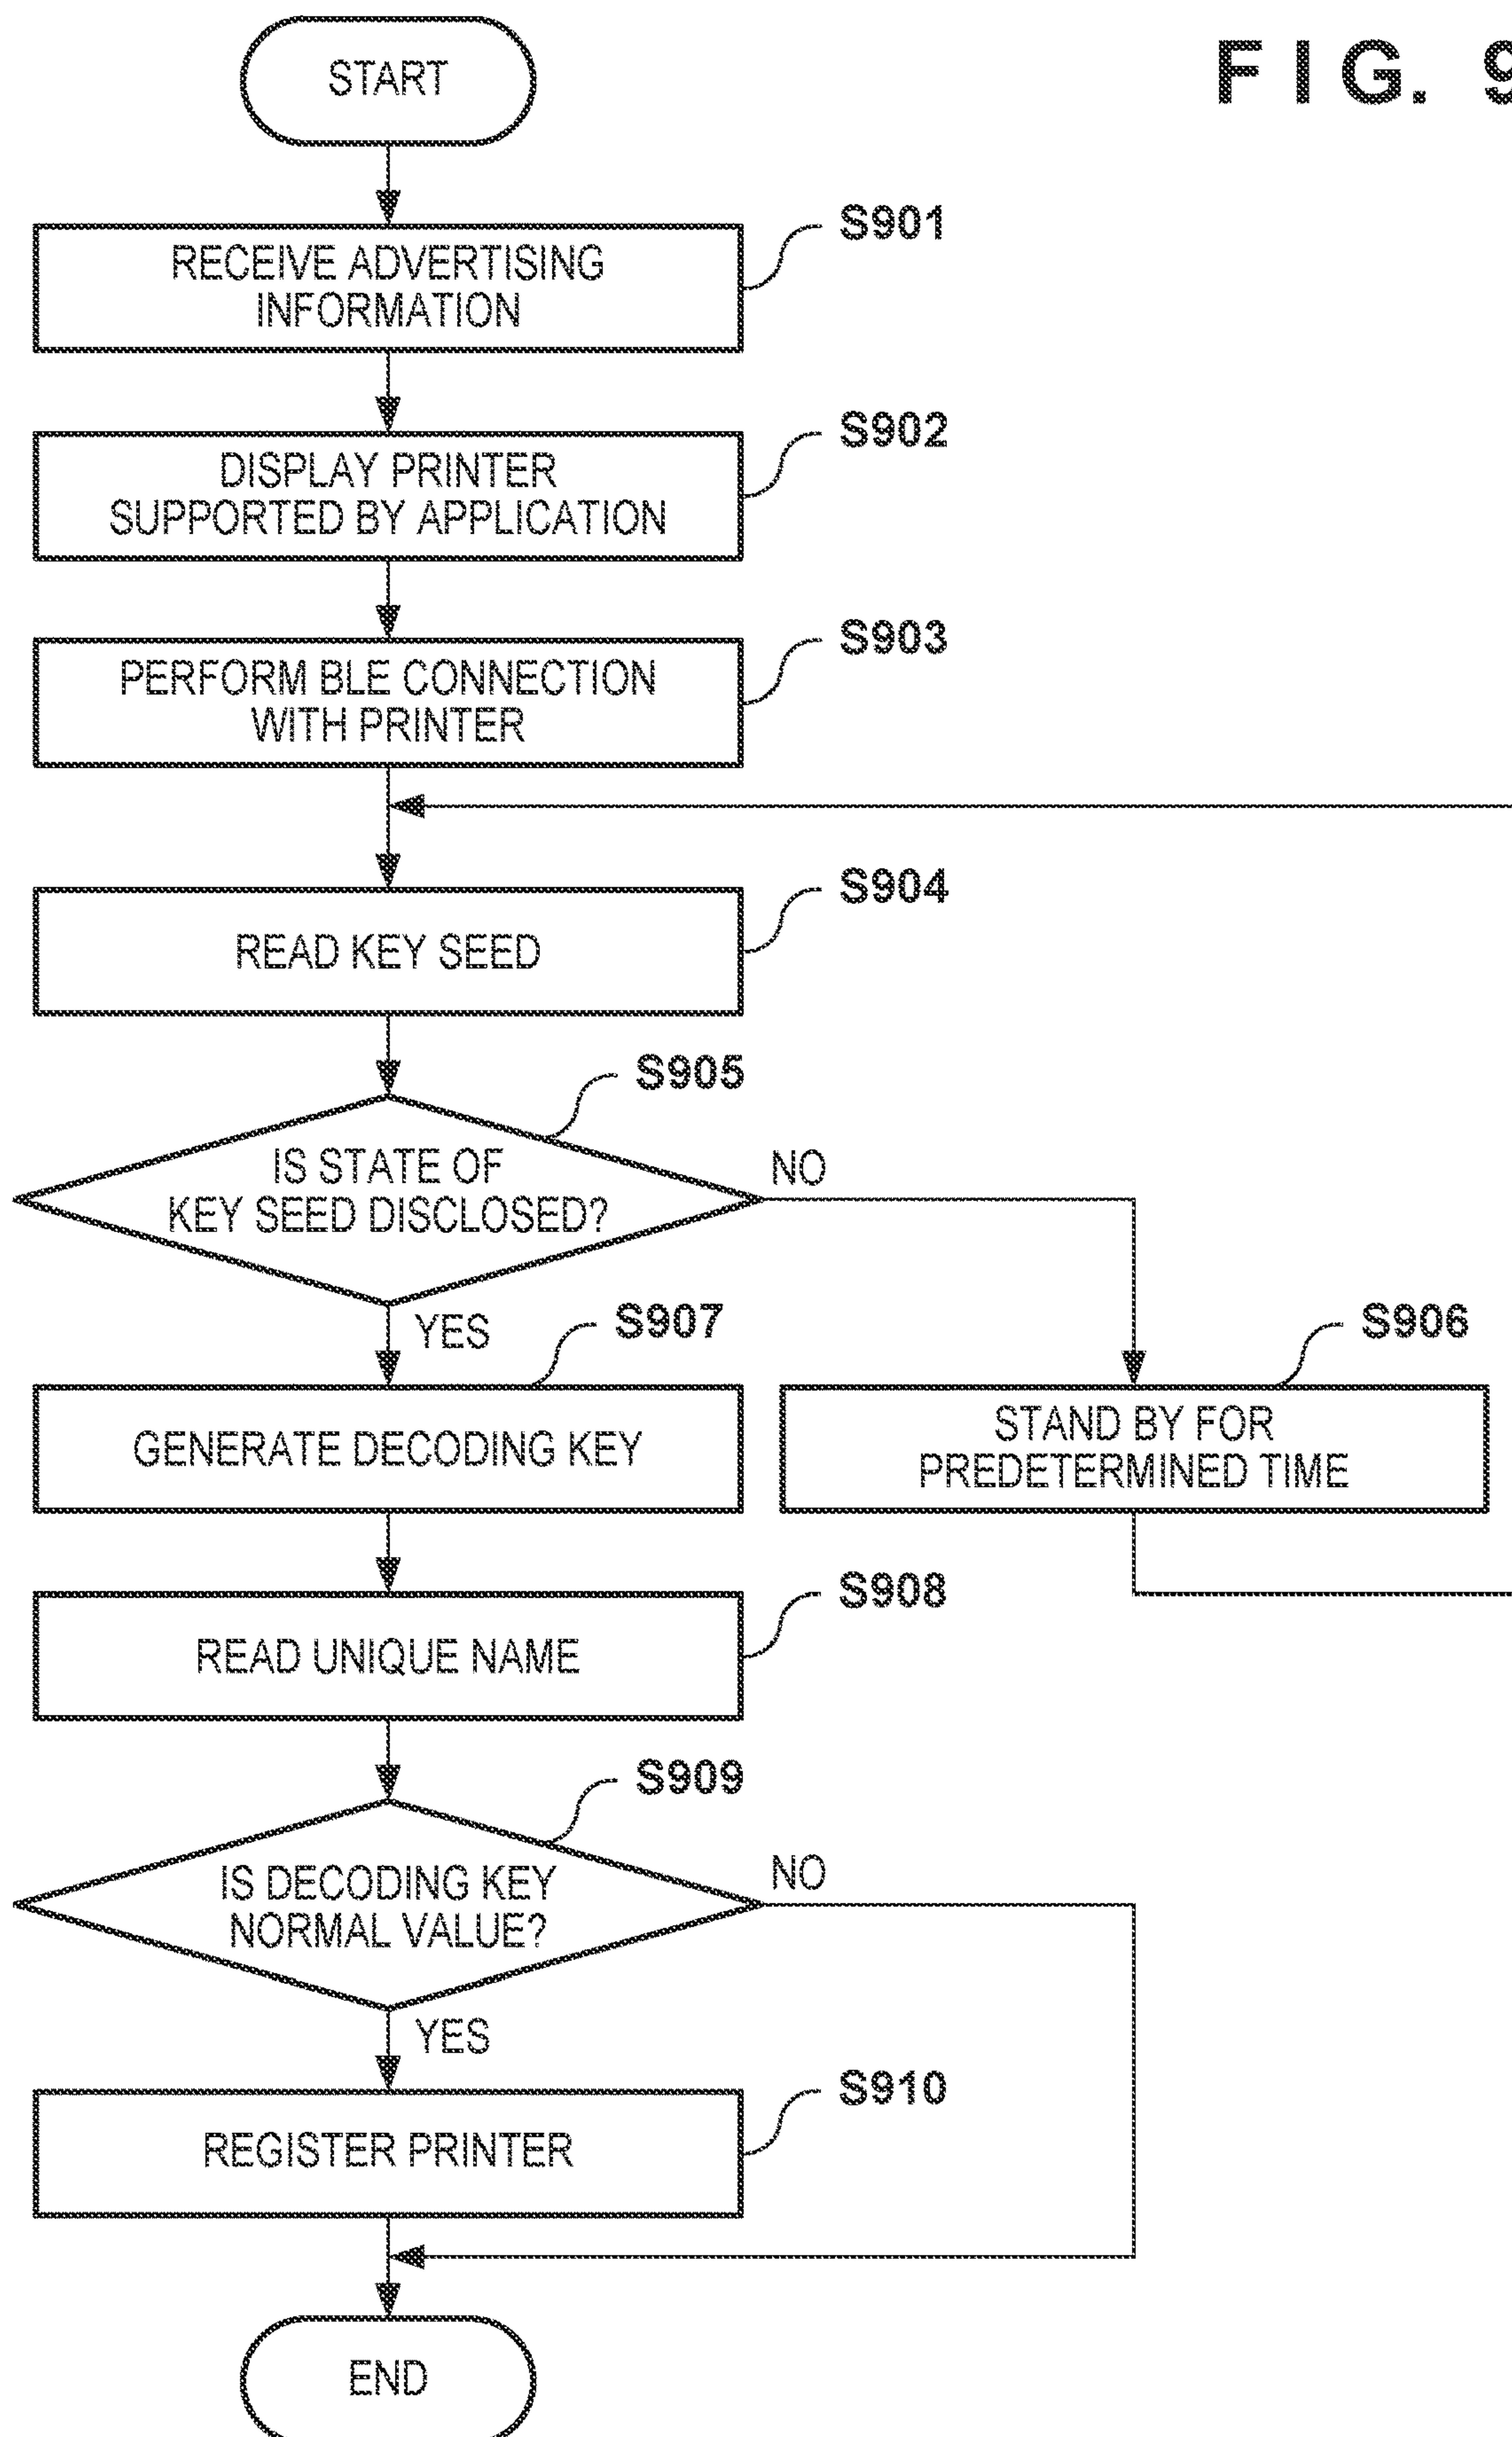 FIG. 9
START
S901
RECEIVE ADVERTISING
INFORMATION
S902
DISPLAY PRINTER
SUPPORTED BY APPLICATION
S903
PERFORM BLE CONNECTION
WITH PRINTER
S904
READ KEY SEED
S905
IS STATE OF
KEY SEED DISCLOSED?
NO
YES
S907
S906
GENERATE DECODING KEY
STAND BY FOR
PREDETERMINED TIME
S908
READ UNIQUE NAME
S909
IS DECODING KEY
NORMAL VALUE?
NO
YES
S910
REGISTER PRINTER
END